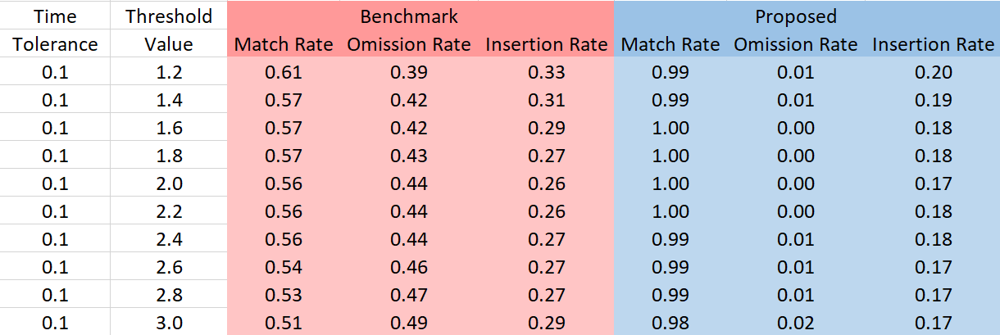 Time Threshold Benchmark Proposed
Tolerance Value Match Rate Omission Rate Insertion Rate Match Rate Omission Rate Insertion Rate
0.1 1.2 0.61 0.39 0.33 0.99 0.01 0.20
0.1 1.4 0.57 0.42 0.31 0.99 0.01 0.19
0.1 1.6 0.57 0.42 0.29 1.00 0.00 0.18
0.1 1.8 0.57 0.43 0.27 1.00 0.00 0.18
0.1 2.0 0.56 0.44 0.26 1.00 0.00 0.17
0.1 2.2 0.56 0.44 0.26 1.00 0.00 0.18
0.1 2.4 0.56 0.44 0.27 0.99 0.01 0.18
0.1 2.6 0.54 0.46 0.27 0.99 0.01 0.17
0.1 2.8 0.53 0.47 0.27 0.99 0.01 0.17
0.1 3.0 0.51 0.49 0.29 0.98 0.02 0.17